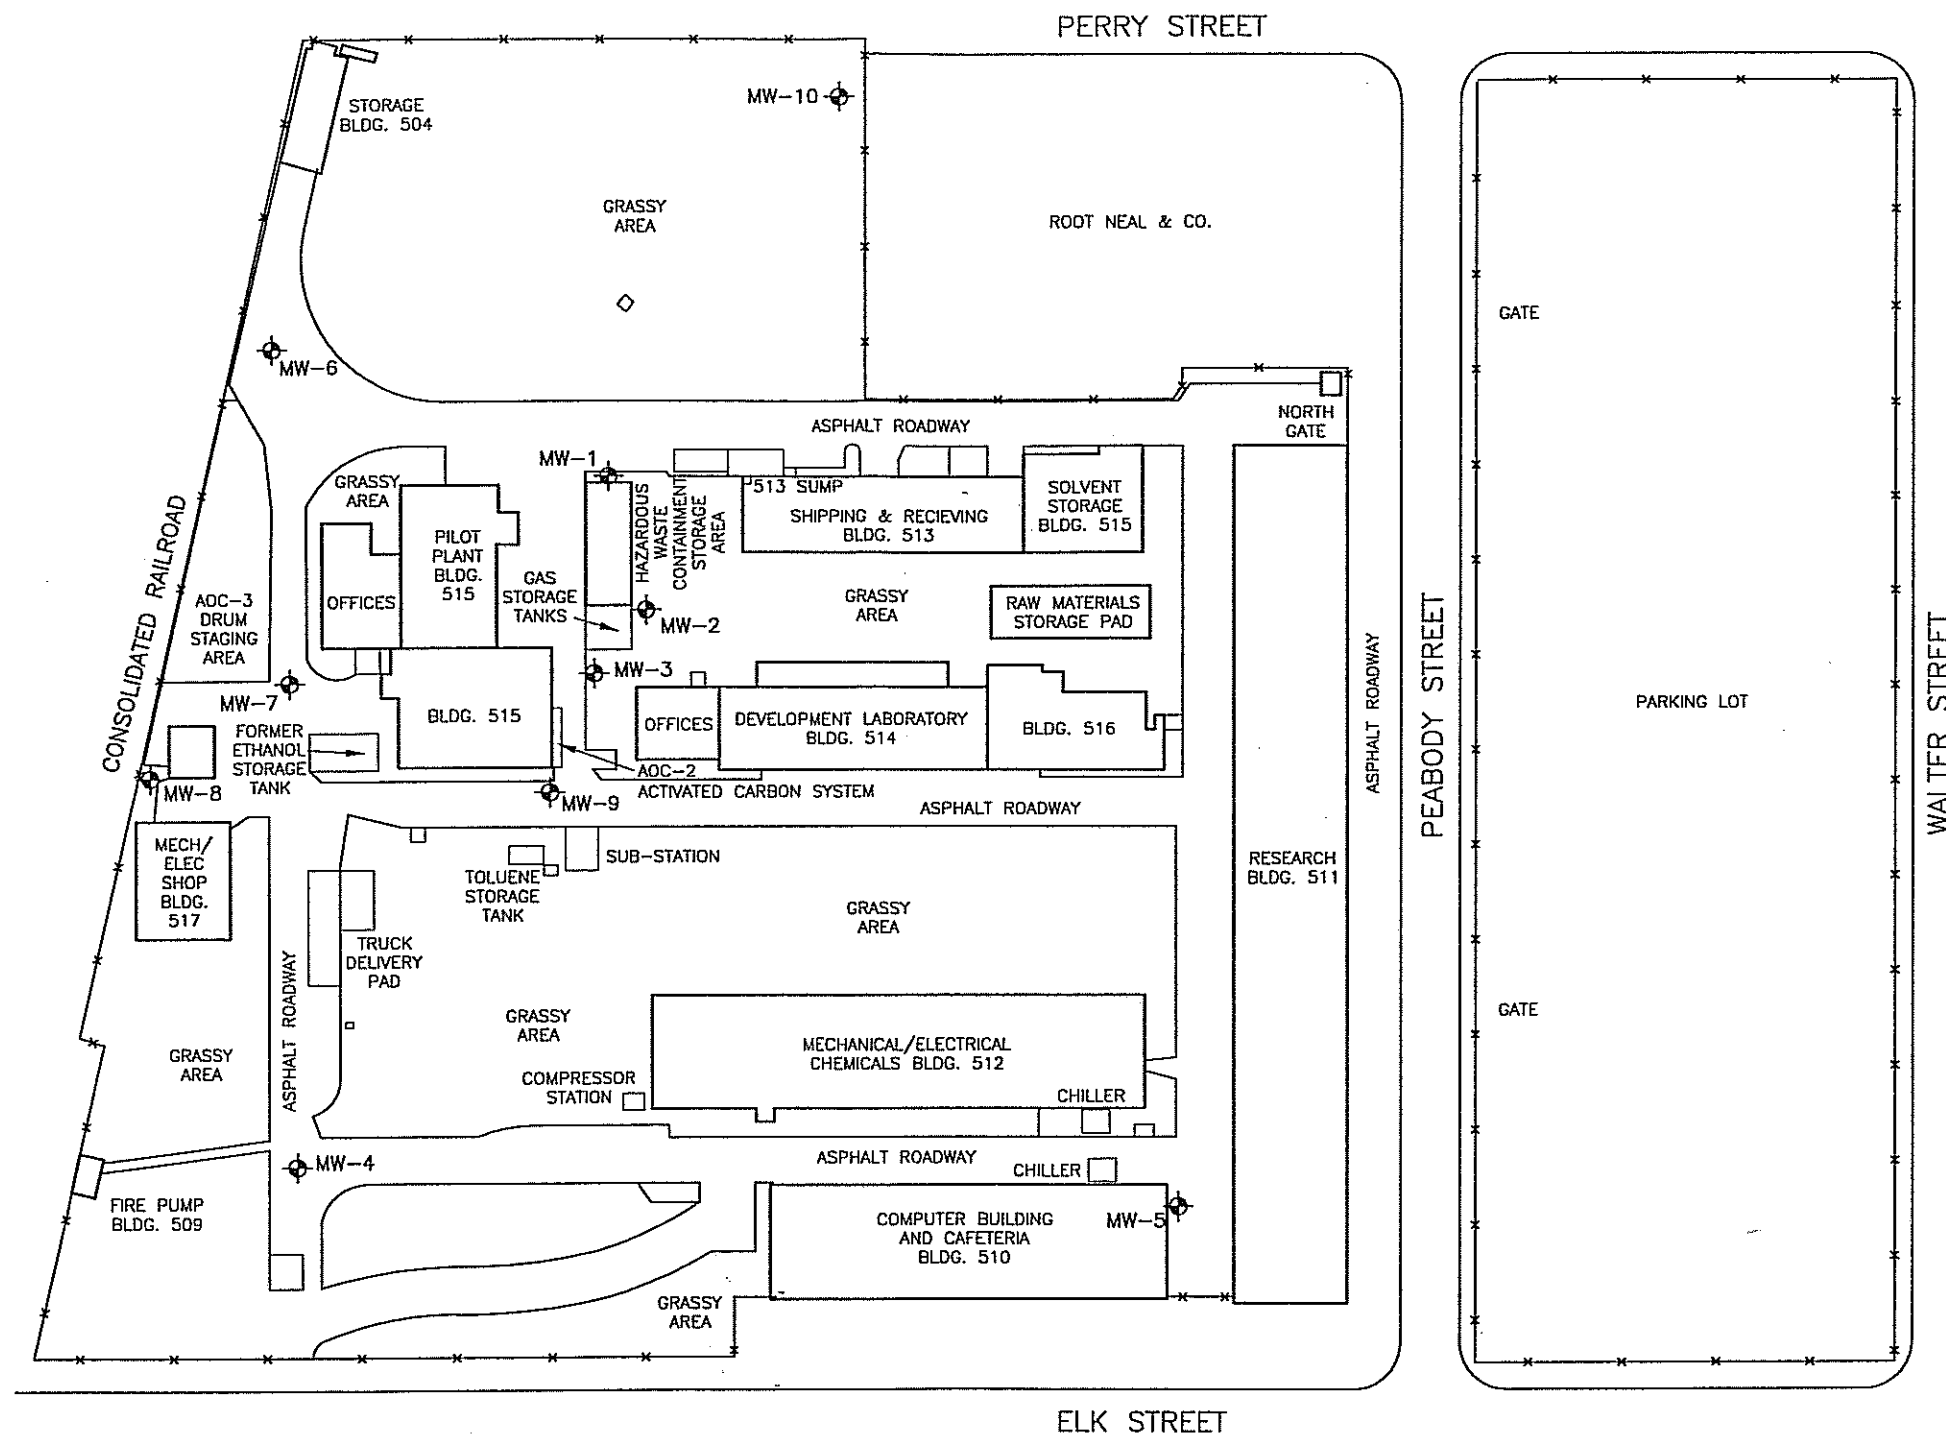 PERRY STREET
MW-10
STORAGE
BLDG. 504
GRASSY
AREA
ROOT NEAL & CO.
GATE
MW-6
NORTH
GATE
ASPHALT ROADWAY
MW-1
GRASSY
AREA
513 SUMP
SHIPPING & RECIEVING
BLDG. 513
SOLVENT
STORAGE
BLDG. 515
HAZARDOUS
WASTE
CONTAINMENT
STORAGE
AREA
PILOT
PLANT
BLDG.
515
CONSOLIDATED RAILROAD
GAS
STORAGE
TANKS
OFFICES
AOC-3
DRUM
STAGING
AREA
GRASSY
AREA
RAW MATERIALS
STORAGE PAD
MW-2
MW-3
MW-7
ASPHALT ROADWAY
PEABODY STREET
PARKING LOT
WALTER STREET
BLDG. 515
OFFICES
DEVELOPMENT LABORATORY
BLDG. 514
BLDG. 516
FORMER
ETHANOL
STORAGE
TANK
AOC-2
ACTIVATED CARBON SYSTEM
MW-8
MW-9
ASPHALT ROADWAY
MECH/
ELEC
SHOP
BLDG.
517
SUB-STATION
TOLUENE
STORAGE
TANK
RESEARCH
BLDG. 511
GRASSY
AREA
TRUCK
DELIVERY
PAD
ASPHALT ROADWAY
GRASSY
AREA
GATE
GRASSY
AREA
MECHANICAL/ELECTRICAL
CHEMICALS BLDG. 512
COMPRESSOR
STATION
CHILLER
MW-4
ASPHALT ROADWAY
CHILLER
FIRE PUMP
BLDG. 509
MW-5
COMPUTER BUILDING
AND CAFETERIA
BLDG. 510
GRASSY
AREA
ELK STREET